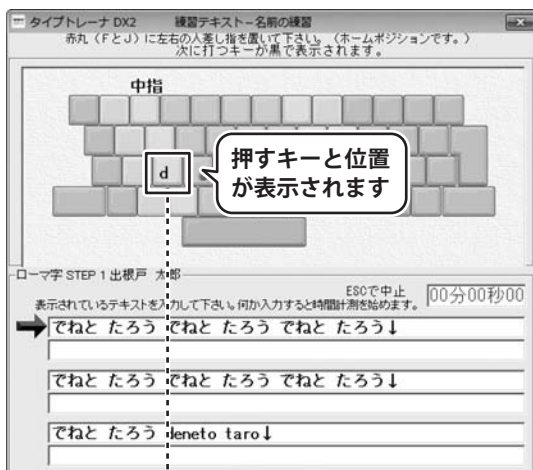 タイプトレーナ DX2 練習テキスト－名前の練習
赤丸（FとJ）に左右の人差し指を置いて下さい。（ホームポジションです。）
次に打つキーが黒で表示されます。
中指
d
押すキーと位置
が表示されます
ローマ字 STEP 1 出根戸 太郎
ESCで中止
00分00秒00
表示されているテキストを入力して下さい。何か入力すると時間計測を始めます。
でねと たろう でねと たろう でねと たろう↓
でねと たろう でねと たろう でねと たろう↓
でねと たろう deneto taro↓